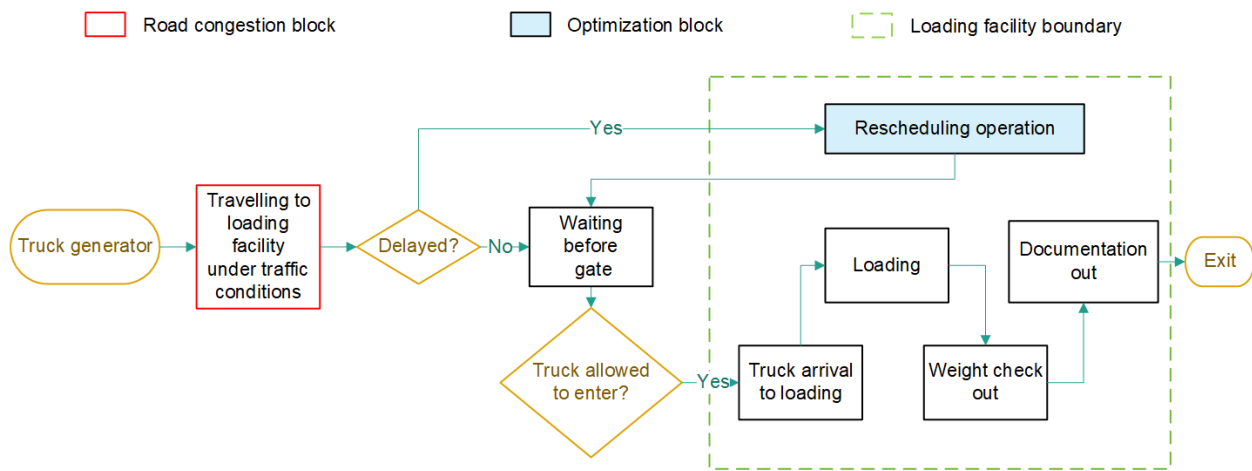 Road congestion block
Optimization block
Loading facility boundary
Yes
Rescheduling operation
Truck generator
Travelling to
loading
facility
under traffic
conditions
Delayed?
No
Waiting
before
gate
Loading
Documentation
out
Exit
Truck allowed
to enter?
Yes
Truck arrival
to loading
Weight check
out